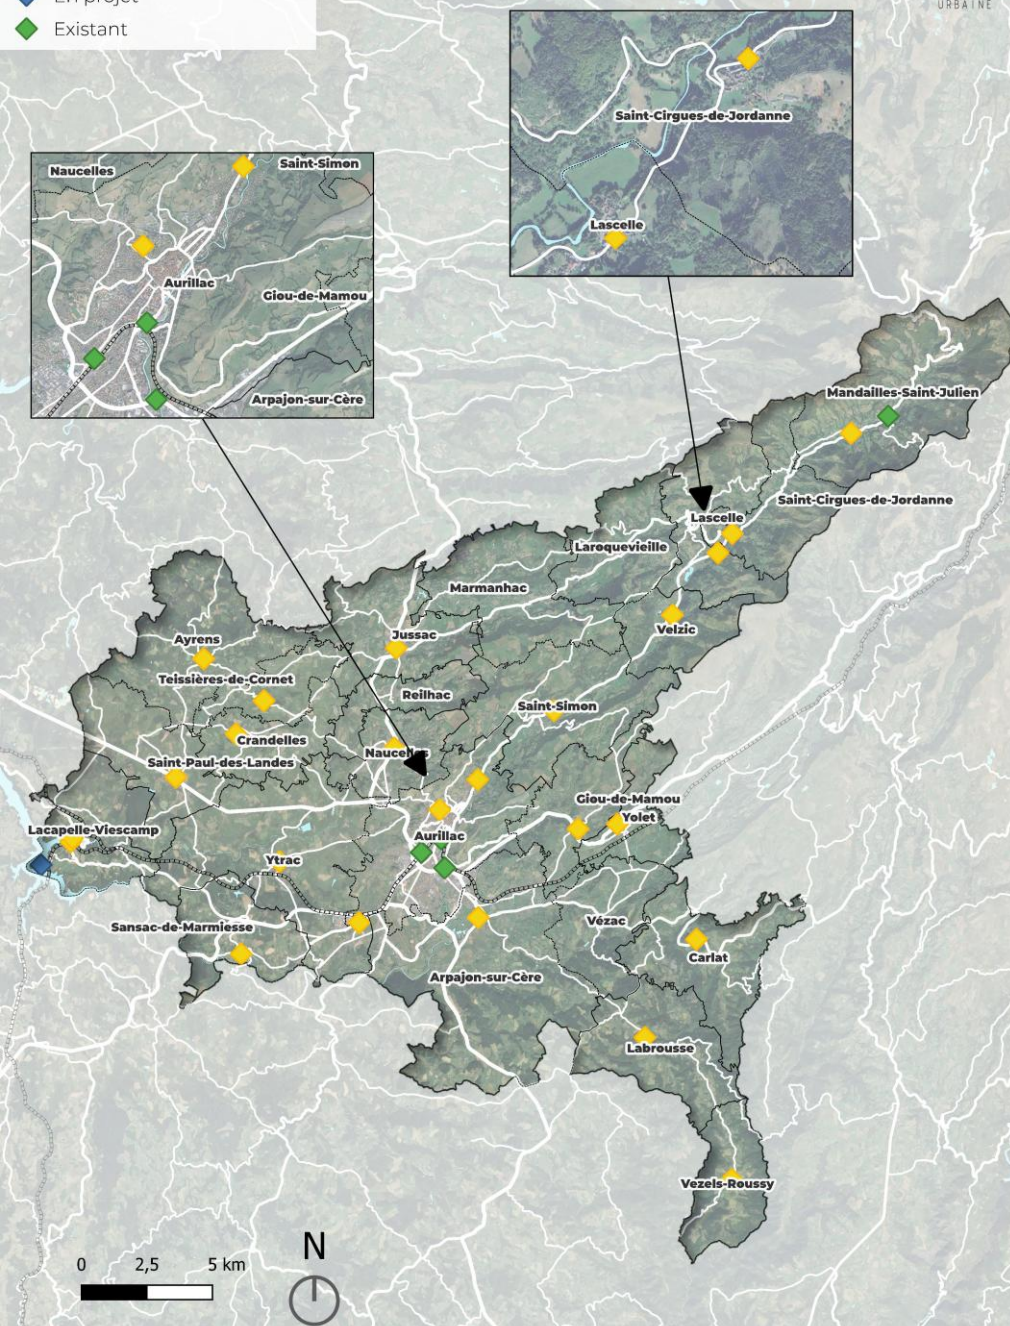 URBAINE
En projet
Existant
Saint-Cirgues-de-Jordanne
Lascelle
Naucelles
Saint-Simon
Aurillac
Giou-de-Mamou
Arpajon-sur-Cère
Mandailles-Saint-Julien
Saint-Cirgues-de-Jordanne
Lascelle
Laroquevieille
Marmanhac
Velzic
Jussac
Ayrens
Teissières-de-Cornet
Reilhac
Saint-Simon
Crandelles
Naucelles
Saint-Paul-des-Landes
Giou-de-Mamou
Yolet
Lacapelle-Viescamp
Aurillac
Ytrac
Vézac
Sansac-de-Marmiesse
Carlat
Arpajon-sur-Cère
Labrousse
Vezels-Roussy
0 2,5 5 km
N